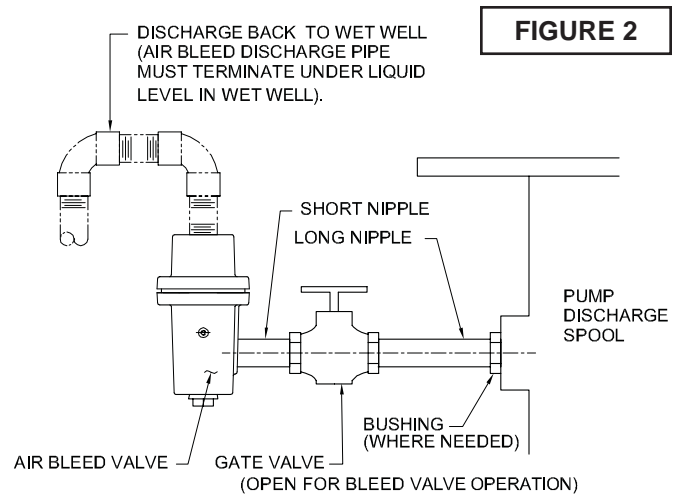 DISCHARGE BACK TO WET WELL
(AIR BLEED DISCHARGE PIPE
MUST TERMINATE UNDER LIQUID
LEVEL IN WET WELL).
FIGURE 2
SHORT NIPPLE
LONG NIPPLE
PUMP
DISCHARGE
SPOOL
BUSHING
(WHERE NEEDED)
AIR BLEED VALVE
GATE VALVE
(OPEN FOR BLEED VALVE OPERATION)